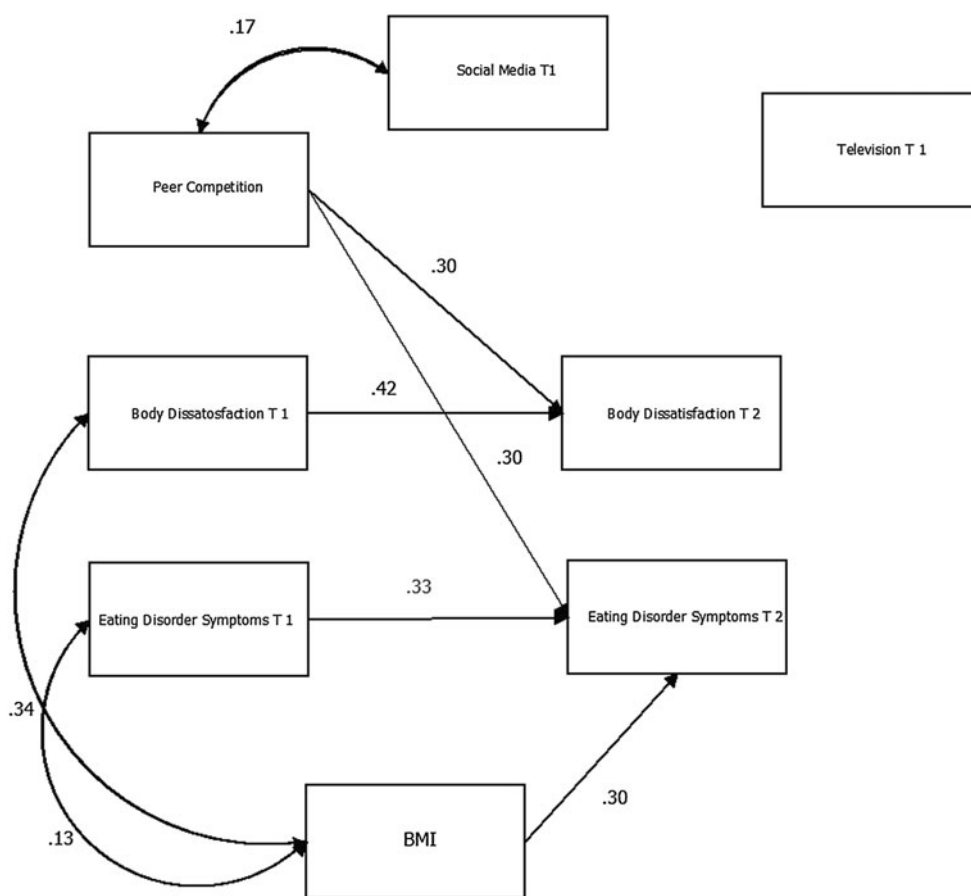 .17
Social Media T1
Television T 1
Peer Competition
.30
Body Dissatosfaction T 1
.42
Body Dissatisfaction T 2
.30
Eating Disorder Symptoms T 1
.33
Eating Disorder Symptoms T 2
.34
.13
BMI
.30